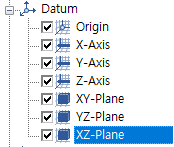 Datum
Origin
X-Axis
Y-Axis
Z-Axis
XY-Plane
YZ-Plane
XZ-Plane